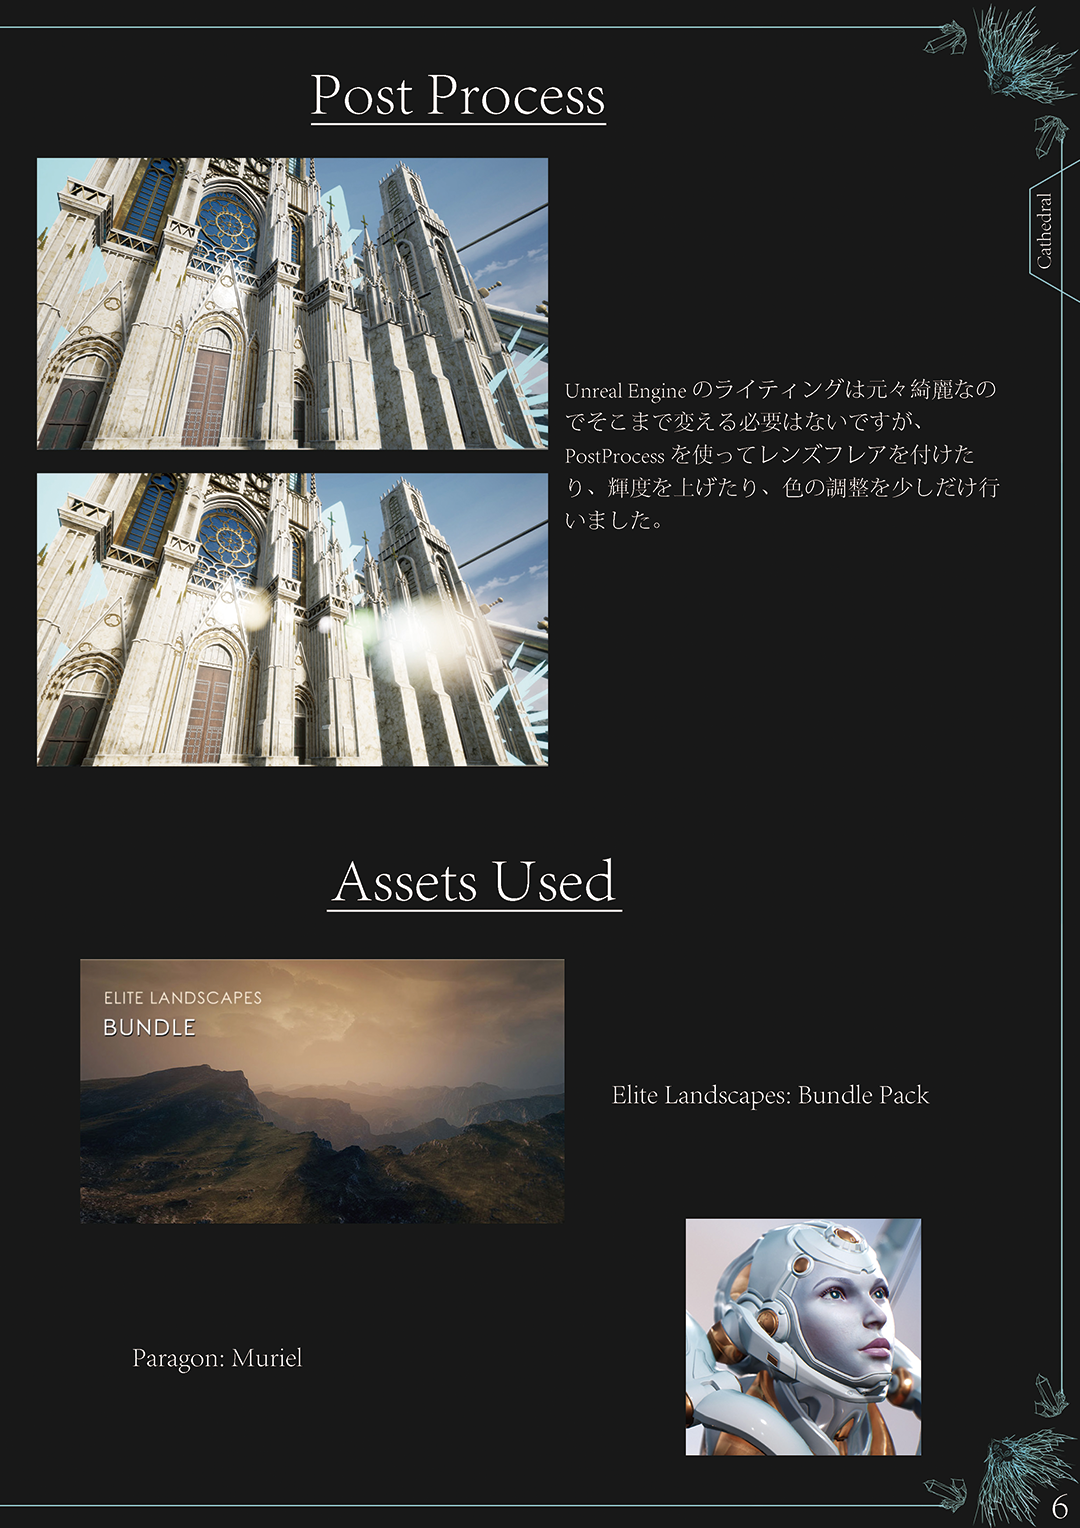 Post Process
Cathedral
Unreal Engine のライティングは元々綺麗なの
でそこまで変える必要はないですが、
PostProcess を使ってレンズフレアを付けた
り、輝度を上げたり、色の調整を少しだけ行
いました。
Assets Used
ELITE LANDSCAPES
BUNDLE
Elite Landscapes: Bundle Pack
Paragon: Muriel
6